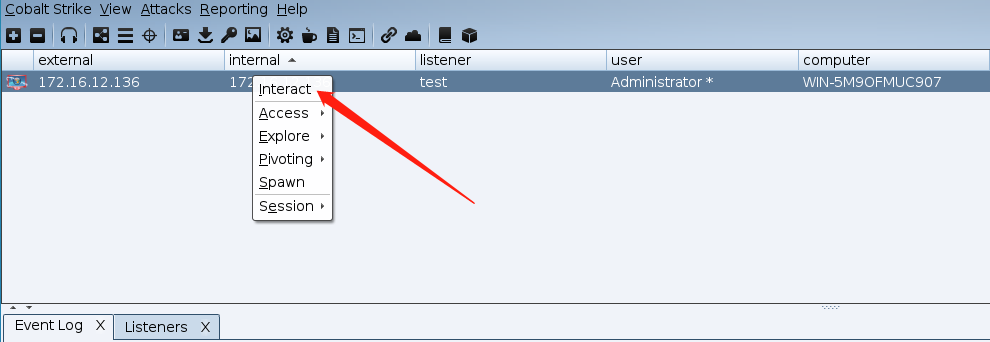 Cobalt Strike View Attacks Reporting Help
external internal listener user computer
172.16.12.136 172 test Administrator * WIN-5M9OFMUC907
Interact
Access
Explore
Pivoting
Spawn
Session
Event Log X Listeners X